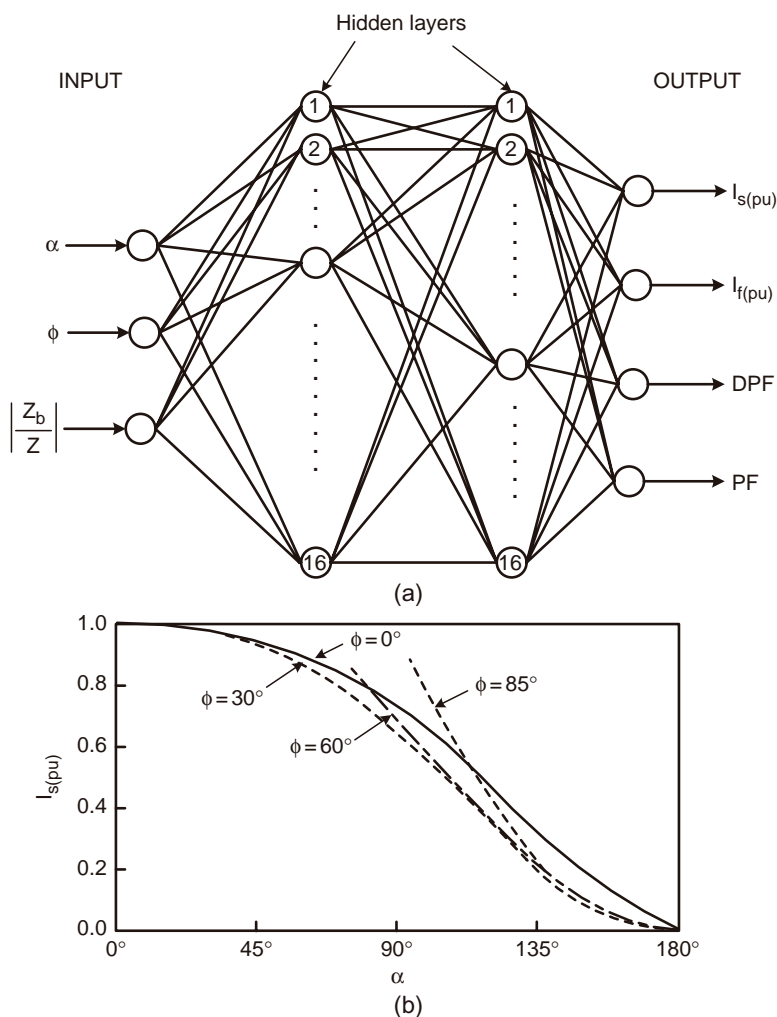 Hidden layers
INPUT
OUTPUT
1
1
2
2
I_s(pu)
α
I_f(pu)
ϕ
DPF
|Z_b/Z|
PF
16
16
(a)
1.0
ϕ = 0°
0.8
ϕ = 85°
ϕ = 30°
0.6
ϕ = 60°
I_s(pu)
0.4
0.2
0.0
0° 45° 90° 135° 180°
α
(b)